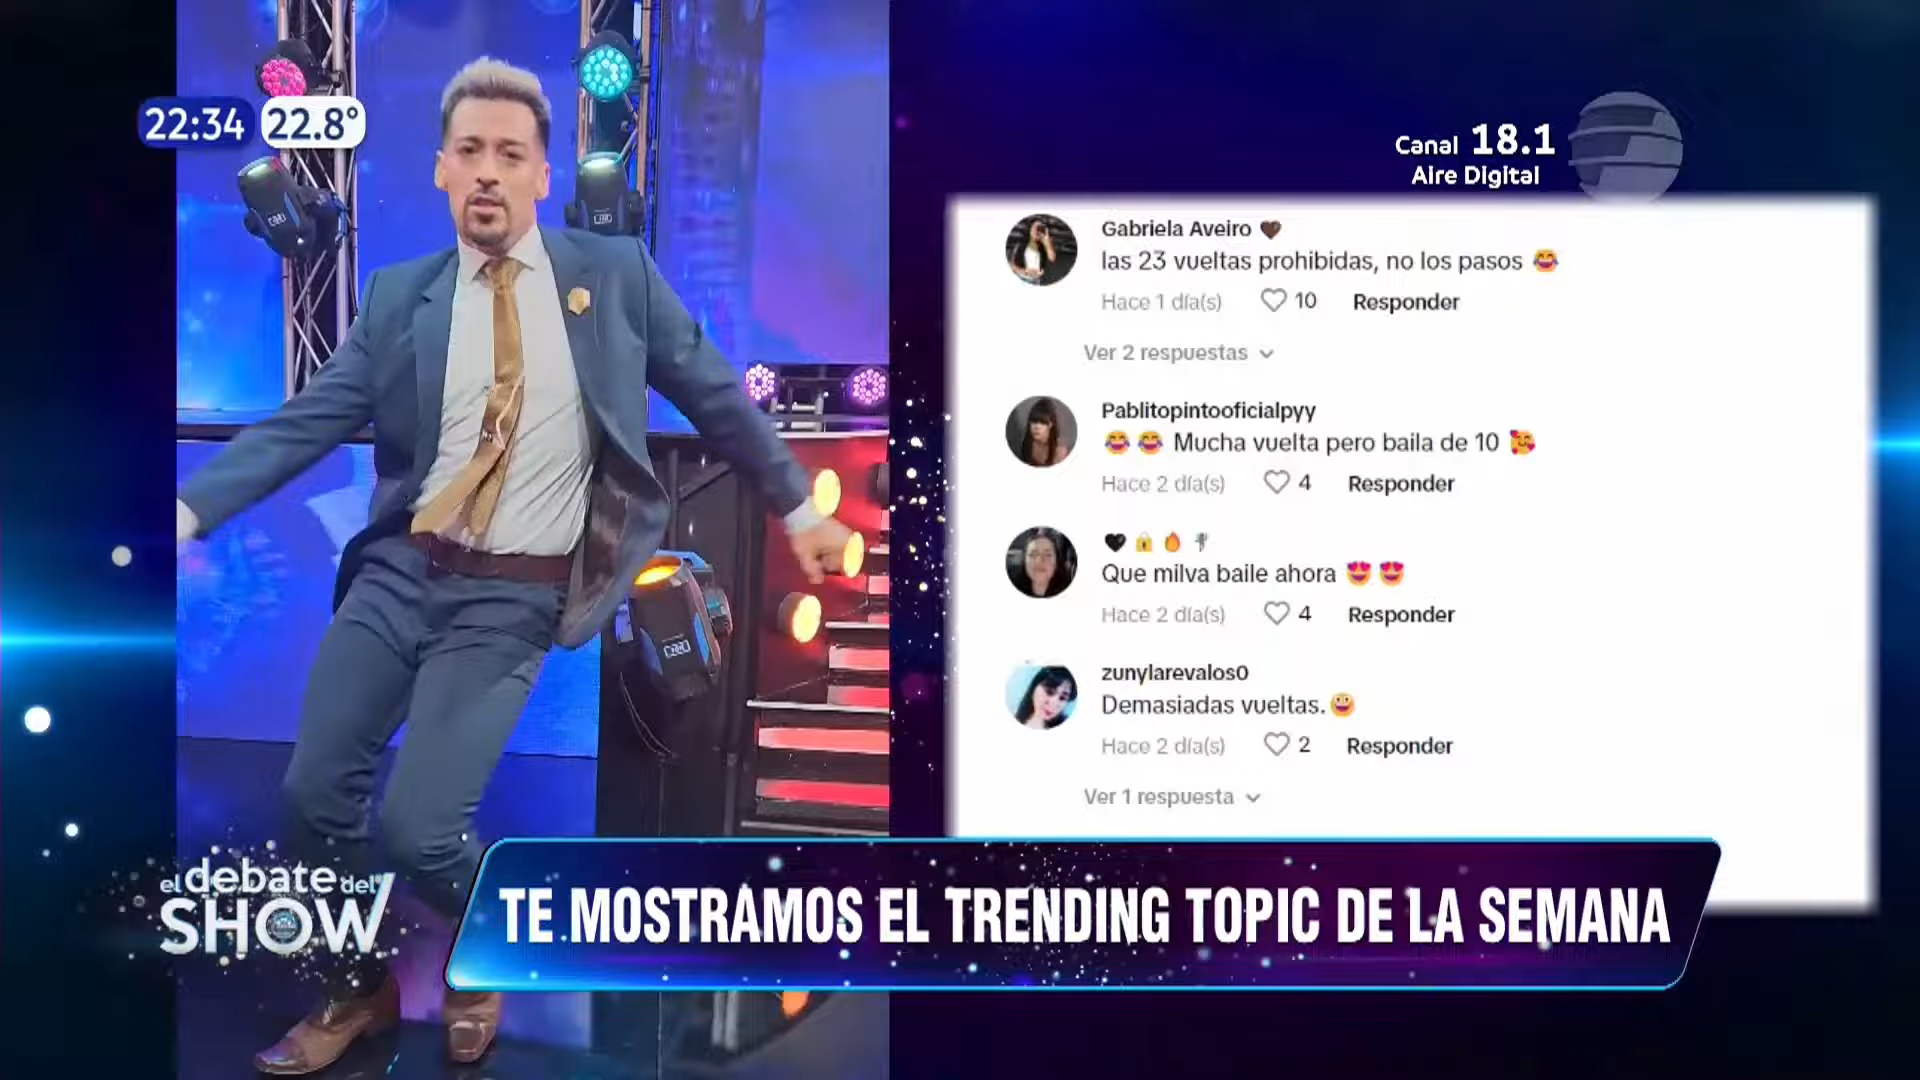 22:34 22.8°
Canal 18.1
Aire Digital
Gabriela Aveiro 🖤
las 23 vueltas prohibidas, no los pasos 😂
Hace 1 día(s) 10 Responder
Ver 2 respuestas
Pablitopintooficialpyy
😂😂 Mucha vuelta pero baila de 10 🥰
Hace 2 día(s) 4 Responder
Que milva baile ahora 😍😍
Hace 2 día(s) 4 Responder
zunylarevalos0
Demasiadas vueltas.😀
Hace 2 día(s) 2 Responder
Ver 1 respuesta
el debate del
SHOW
TE MOSTRAMOS EL TRENDING TOPIC DE LA SEMANA